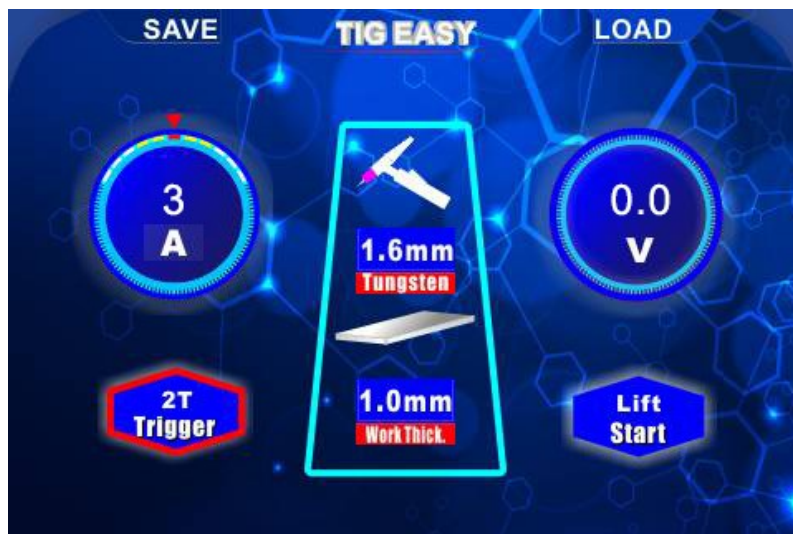 SAVE
TIG EASY
LOAD
3
A
1.6mm
Tungsten
0.0
V
2T
Trigger
1.0mm
Work Thick.
Lift
Start